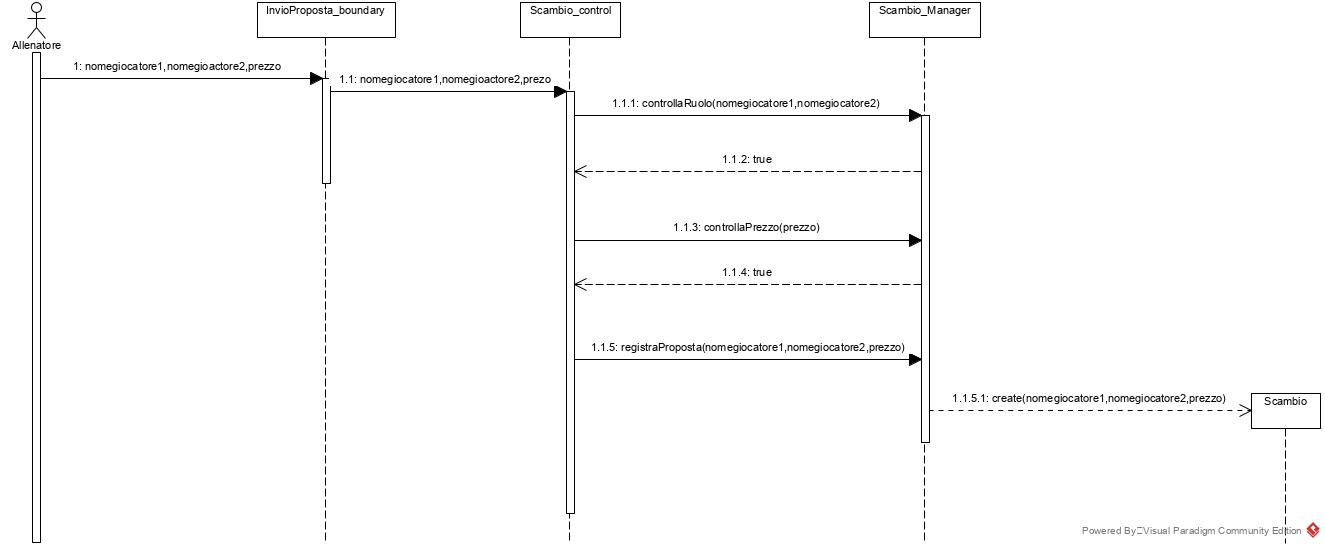 InvioProposta_boundary
Scambio_control
Scambio_Manager
Allenatore
1: nomegiocatore1,nomegioactore2,prezzo
1.1: nomegiocatore1,nomegioactore2,prezo
1.1.1: controllaRuolo(nomegiocatore1,nomegiocatore2)
1.1.2: true
1.1.3: controllaPrezzo(prezzo)
1.1.4: true
1.1.5: registraProposta(nomegiocatore1,nomegiocatore2,prezzo)
1.1.5.1: create(nomegiocatore1,nomegiocatore2,prezzo)
Scambio
Powered By Visual Paradigm Community Edition